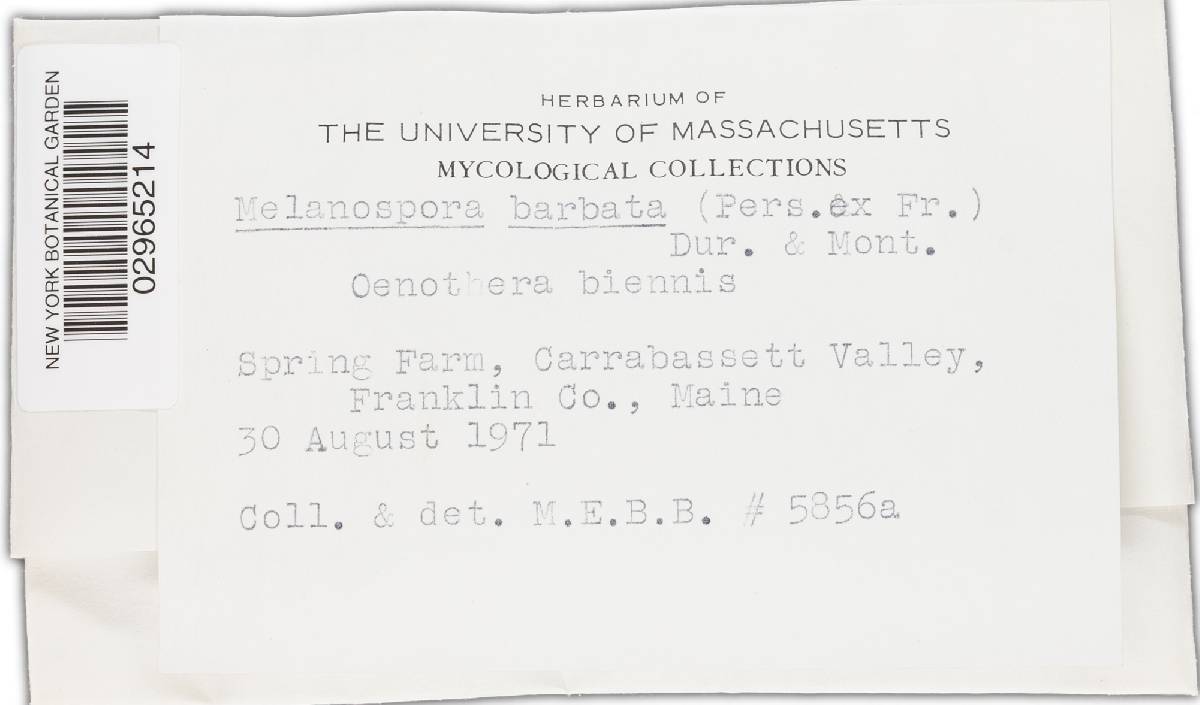 NEW YORK BOTANICAL GARDEN
02965214
HERBARIUM OF
THE UNIVERSITY OF MASSACHUSETTS
MYCOLOGICAL COLLECTIONS
Melanospora barbata (Pers.ex Fr.)
Dur. & Mont.
Oenothera biennis
Spring Farm, Carrabassett Valley,
Franklin Co., Maine
30 August 1971
Coll. & det. M.E.B.B. # 5856a